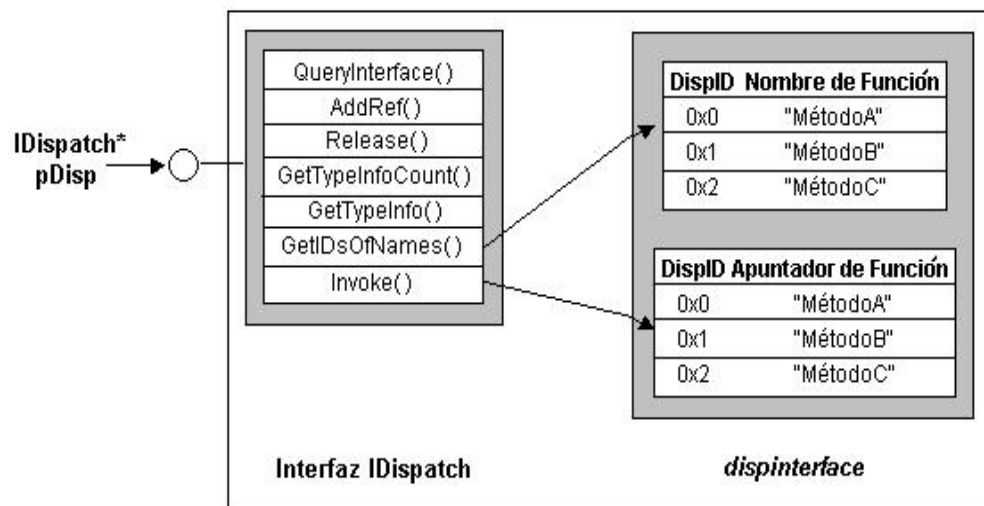 IDispatch*
pDisp
QueryInterface()
AddRef()
Release()
GetTypeInfoCount()
GetTypeInfo()
GetIDsOfNames()
Invoke()
Interfaz IDispatch
DispID Nombre de Función
0x0 "MétodoA"
0x1 "MétodoB"
0x2 "MétodoC"
DispID Apuntador de Función
0x0 "MétodoA"
0x1 "MétodoB"
0x2 "MétodoC"
dispinterface